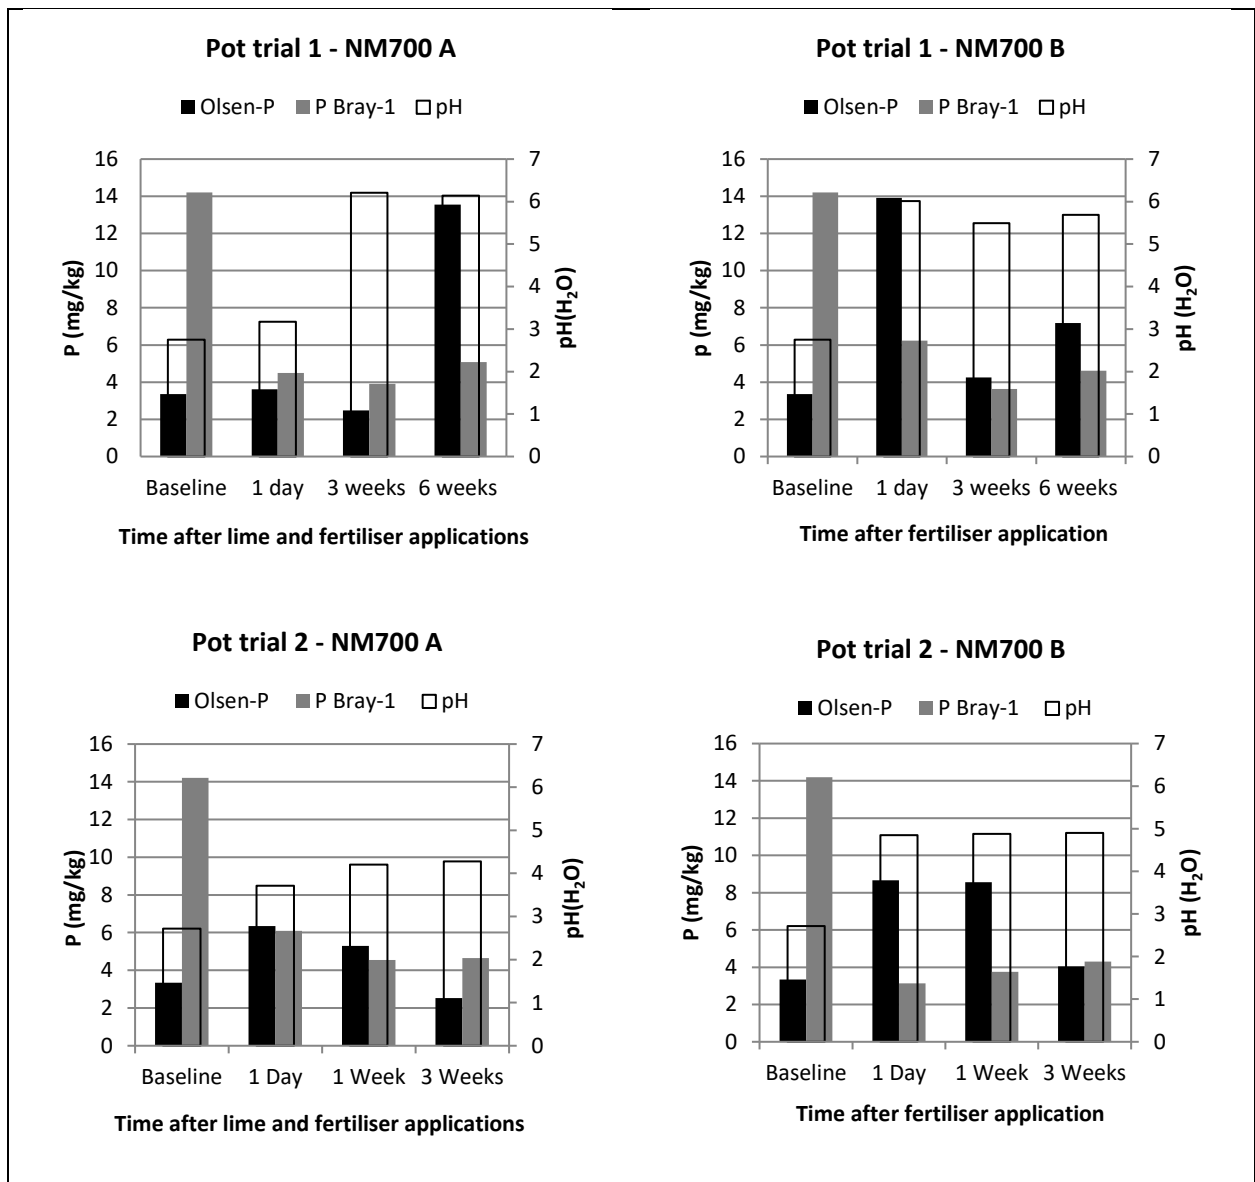 Pot trial 1 - NM700 A
Olsen-P P Bray-1 pH
16
14
12
10
8
6
4
2
0
P (mg/kg)
7
6
5
4
3
2
1
0
pH(H₂O)
Baseline 1 day 3 weeks 6 weeks
Time after lime and fertiliser applications
Pot trial 1 - NM700 B
Olsen-P P Bray-1 pH
16
14
12
10
8
6
4
2
0
p (mg/kg)
7
6
5
4
3
2
1
0
pH (H₂O)
Baseline 1 day 3 weeks 6 weeks
Time after fertiliser application
Pot trial 2 - NM700 A
Olsen-P P Bray-1 pH
16
14
12
10
8
6
4
2
0
P (mg/kg)
7
6
5
4
3
2
1
0
pH(H₂O)
Baseline 1 Day 1 Week 3 Weeks
Time after lime and fertiliser applications
Pot trial 2 - NM700 B
Olsen-P P Bray-1 pH
16
14
12
10
8
6
4
2
0
P (mg/kg)
7
6
5
4
3
2
1
0
pH (H₂O)
Baseline 1 Day 1 Week 3 Weeks
Time after fertiliser application